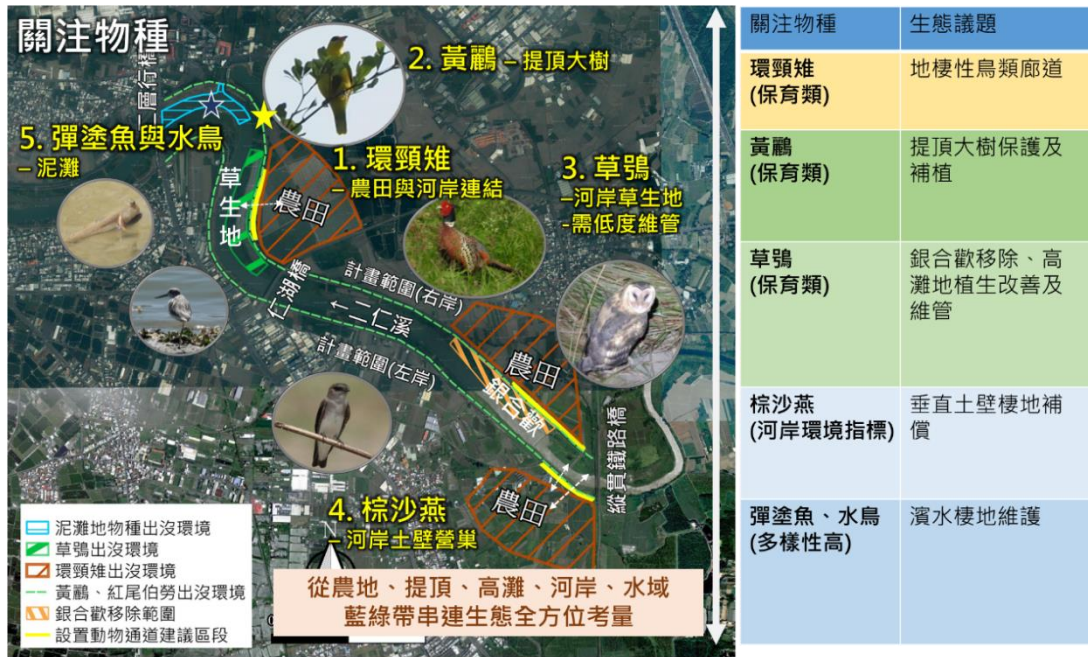 關注物種
2. 黃鸝 – 提頂大樹
二層行橋
5. 彈塗魚與水鳥
– 泥灘
1. 環頸雉
– 農田與河岸連結
3. 草鴞
–河岸草生地
-需低度維管
草生地
農田
仁湖橋
計畫範圍(右岸)
←二仁溪
計畫範圍(左岸)
農田
銀合歡
縱貫鐵路橋
4. 棕沙燕
– 河岸土壁營巢
農田
泥灘地物種出沒環境
草鴞出沒環境
環頸雉出沒環境
黃鸝、紅尾伯勞出沒環境
銀合歡移除範圍
設置動物通道建議區段
從農地、提頂、高灘、河岸、水域
藍綠帶串連生態全方位考量
關注物種
生態議題
環頸雉
(保育類)
地棲性鳥類廊道
黃鸝
(保育類)
提頂大樹保護及
補植
草鴞
(保育類)
銀合歡移除、高
灘地植生改善及
維管
棕沙燕
(河岸環境指標)
垂直土壁棲地補
償
彈塗魚、水鳥
(多樣性高)
濱水棲地維護